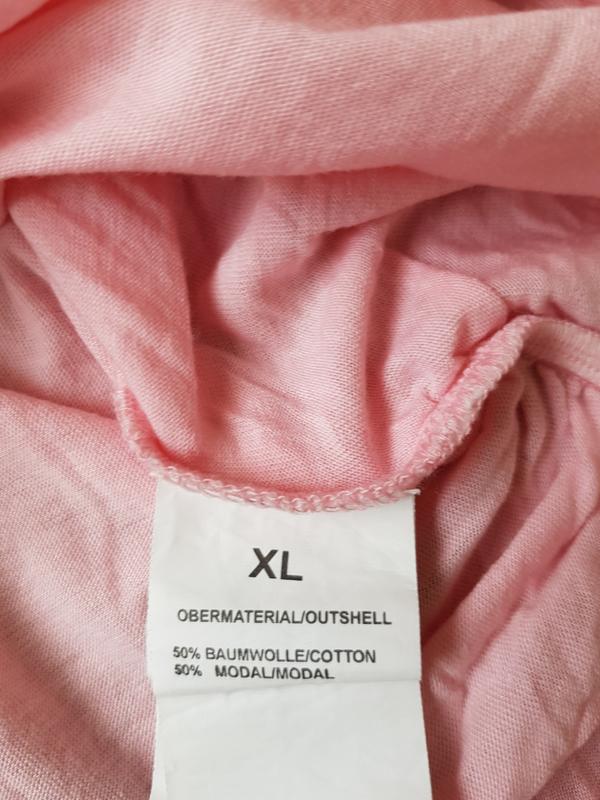 XL
OBERMATERIAL/OUTSHELL
50% BAUMWOLLE/COTTON
50% MODAL/MODAL